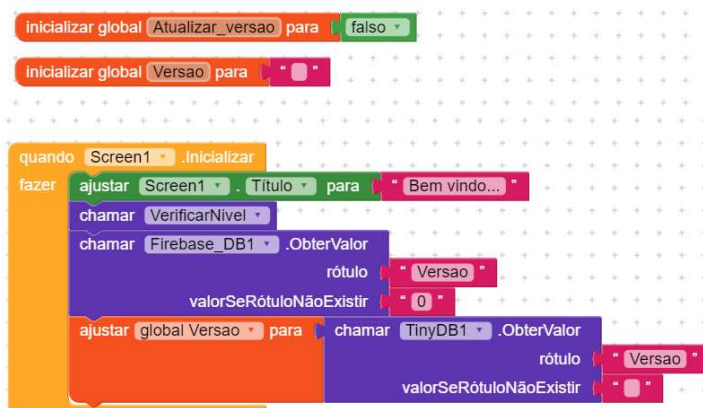 inicializar global Atualizar_versao para falso
inicializar global Versao para " "
quando Screen1 .Inicializar
fazer ajustar Screen1 . Título para " Bem vindo... "
chamar VerificarNivel
chamar Firebase_DB1 .ObterValor
rótulo " Versao "
valorSeRótuloNãoExistir " 0 "
ajustar global Versao para chamar TinyDB1 .ObterValor
rótulo " Versao "
valorSeRótuloNãoExistir " "